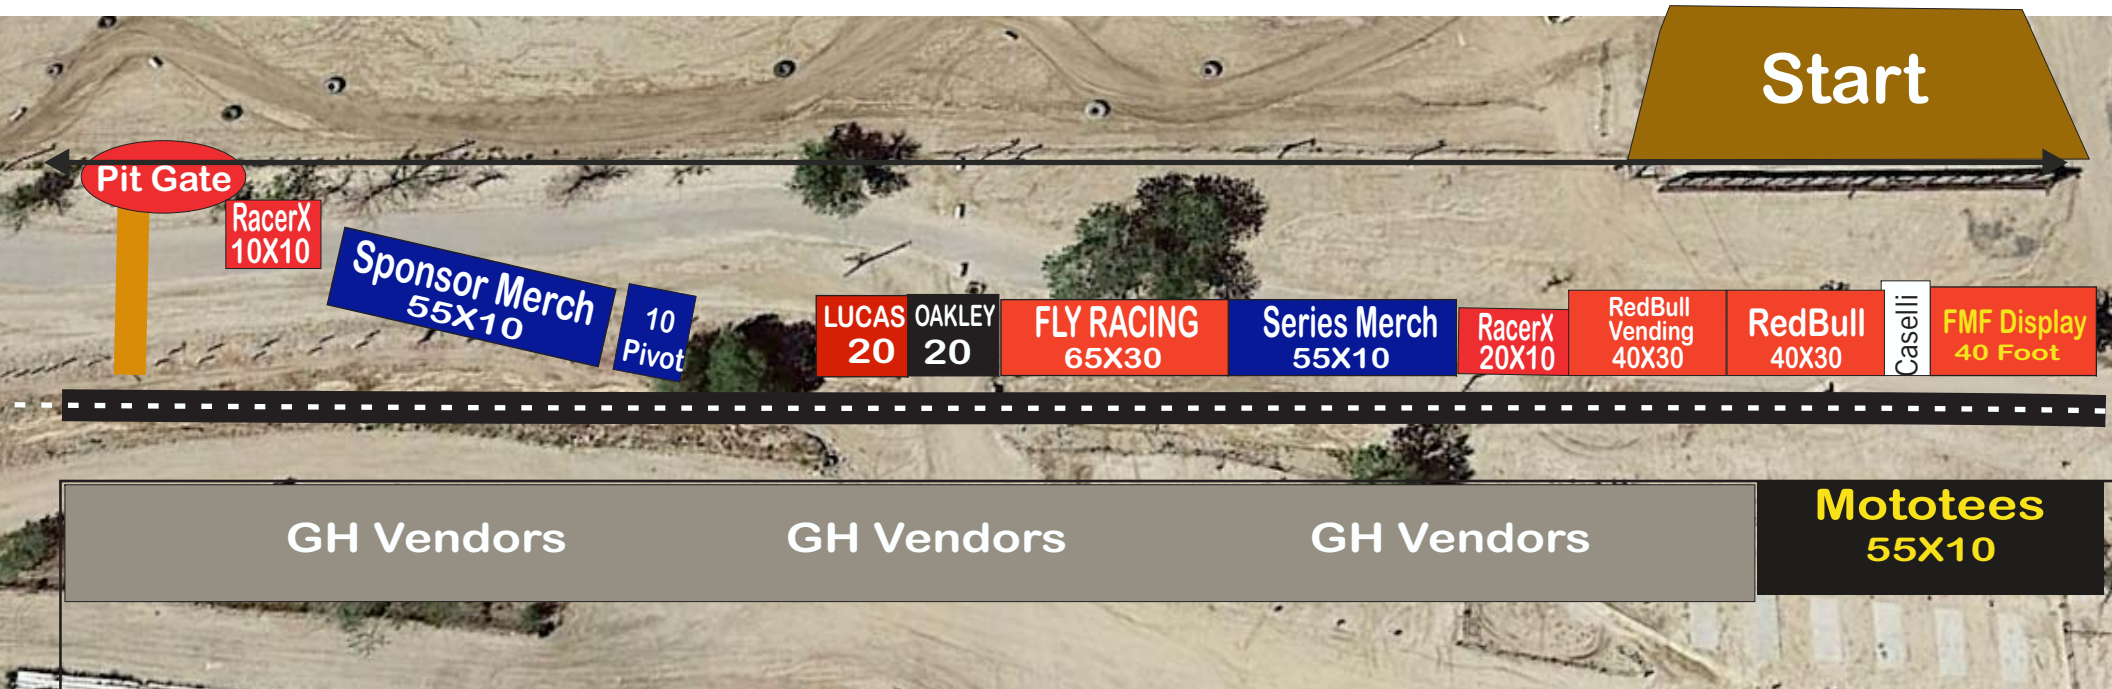 Start
Pit Gate
RacerX
10X10
Sponsor Merch
55X10
10
Pivot
LUCAS
20
OAKLEY
20
FLY RACING
65X30
Series Merch
55X10
RacerX
20X10
RedBull
Vending
40X30
RedBull
40X30
Caselli
FMF Display
40 Foot
GH Vendors
GH Vendors
GH Vendors
Mototees
55X10